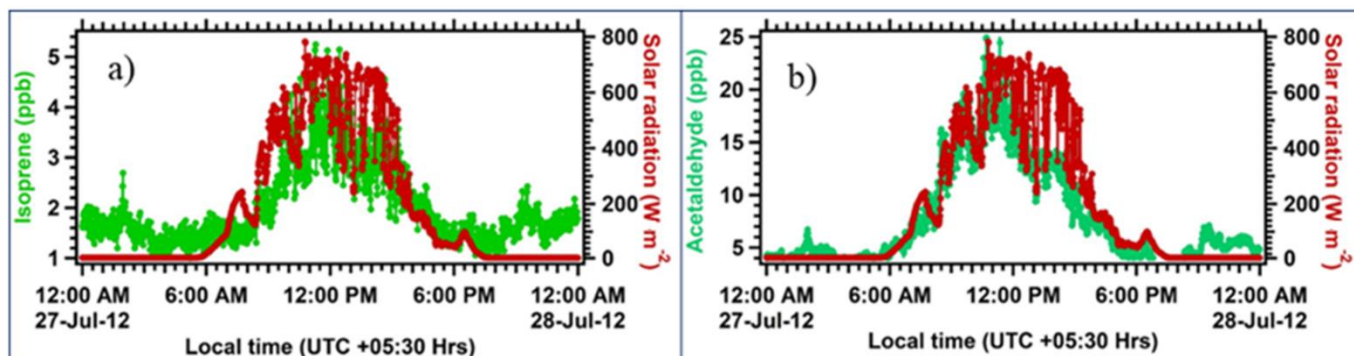 a)
Isoprene (ppb)
5
4
3
2
1
800
600
400
200
0
Solar radiation (W m-2)
12:00 AM 6:00 AM 12:00 PM 6:00 PM 12:00 AM
27-Jul-12 28-Jul-12
Local time (UTC +05:30 Hrs)
b)
Acetaldehyde (ppb)
25
20
15
10
5
800
600
400
200
0
Solar radiation (W m-2)
12:00 AM 6:00 AM 12:00 PM 6:00 PM 12:00 AM
27-Jul-12 28-Jul-12
Local time (UTC +05:30 Hrs)